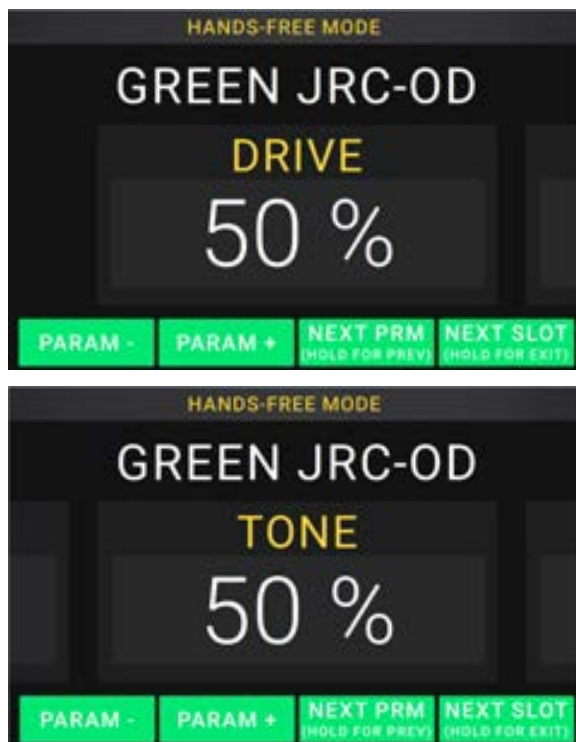 HANDS-FREE MODE
GREEN JRC-OD
DRIVE
50 %
PARAM - PARAM + NEXT PRM NEXT SLOT
(HOLD FOR PREV) (HOLD FOR EXIT)
HANDS-FREE MODE
GREEN JRC-OD
TONE
50 %
PARAM - PARAM + NEXT PRM NEXT SLOT
(HOLD FOR PREV) (HOLD FOR EXIT)